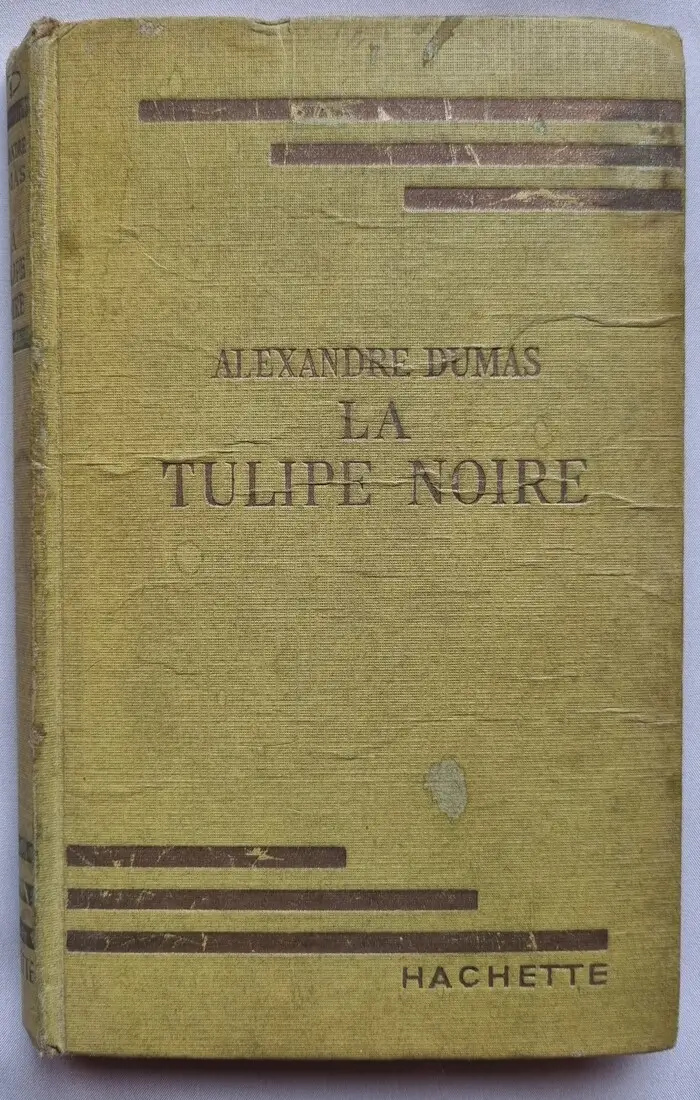 ALEXANDRE DUMAS
LA
TULIPE NOIRE
HACHETTE